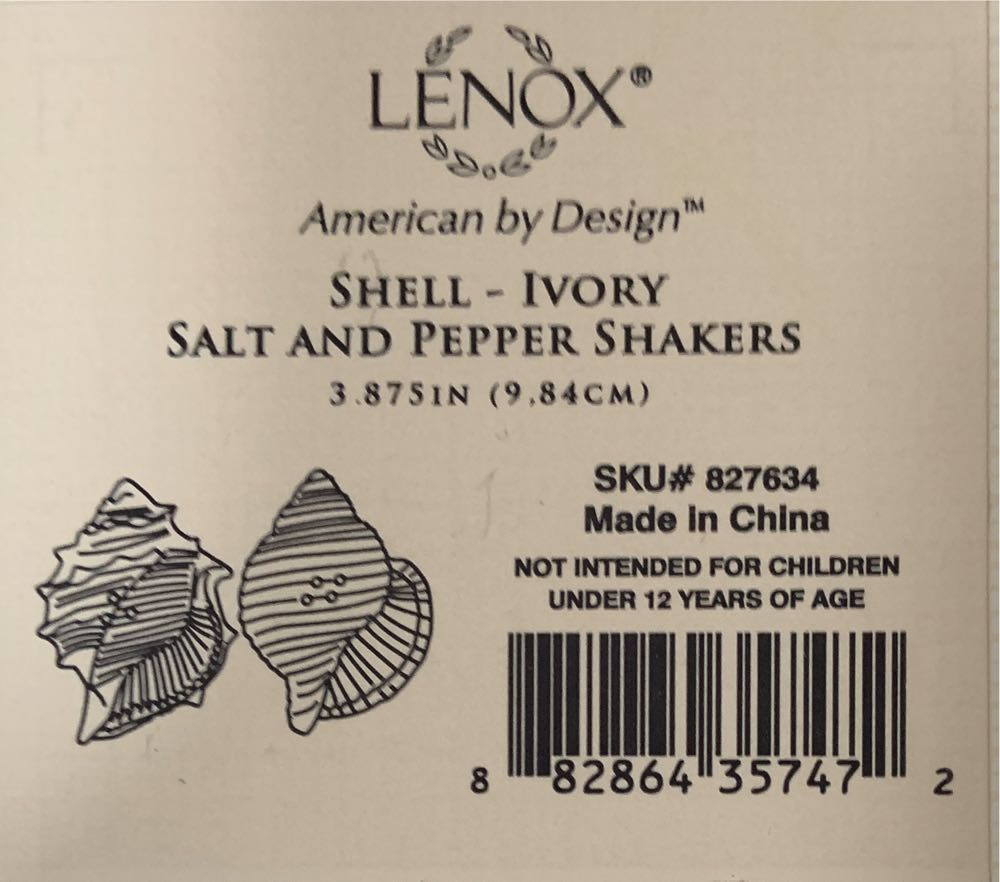 LENOX®
American by Design™
SHELL - IVORY
SALT AND PEPPER SHAKERS
3.875IN (9.84CM)
SKU# 827634
Made in China
NOT INTENDED FOR CHILDREN
UNDER 12 YEARS OF AGE
8 82864 35747 2